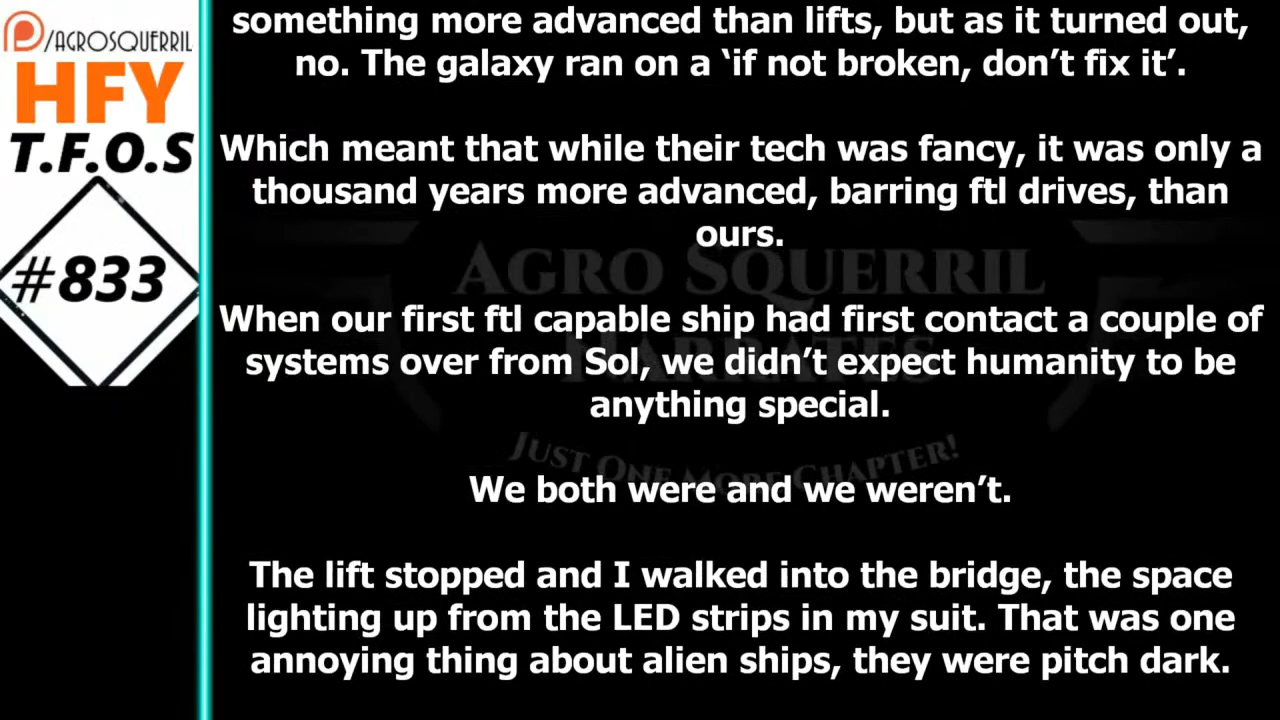 /AGROSQUERRIL
HFY
T.F.O.S
#833
something more advanced than lifts, but as it turned out,
no. The galaxy ran on a ‘if not broken, don’t fix it’.
Which meant that while their tech was fancy, it was only a
thousand years more advanced, barring ftl drives, than
ours.
When our first ftl capable ship had first contact a couple of
systems over from Sol, we didn’t expect humanity to be
anything special.
We both were and we weren’t.
The lift stopped and I walked into the bridge, the space
lighting up from the LED strips in my suit. That was one
annoying thing about alien ships, they were pitch dark.
AGRO SQUERRIL
NARRATES
JUST ONE MORE CHAPTER!